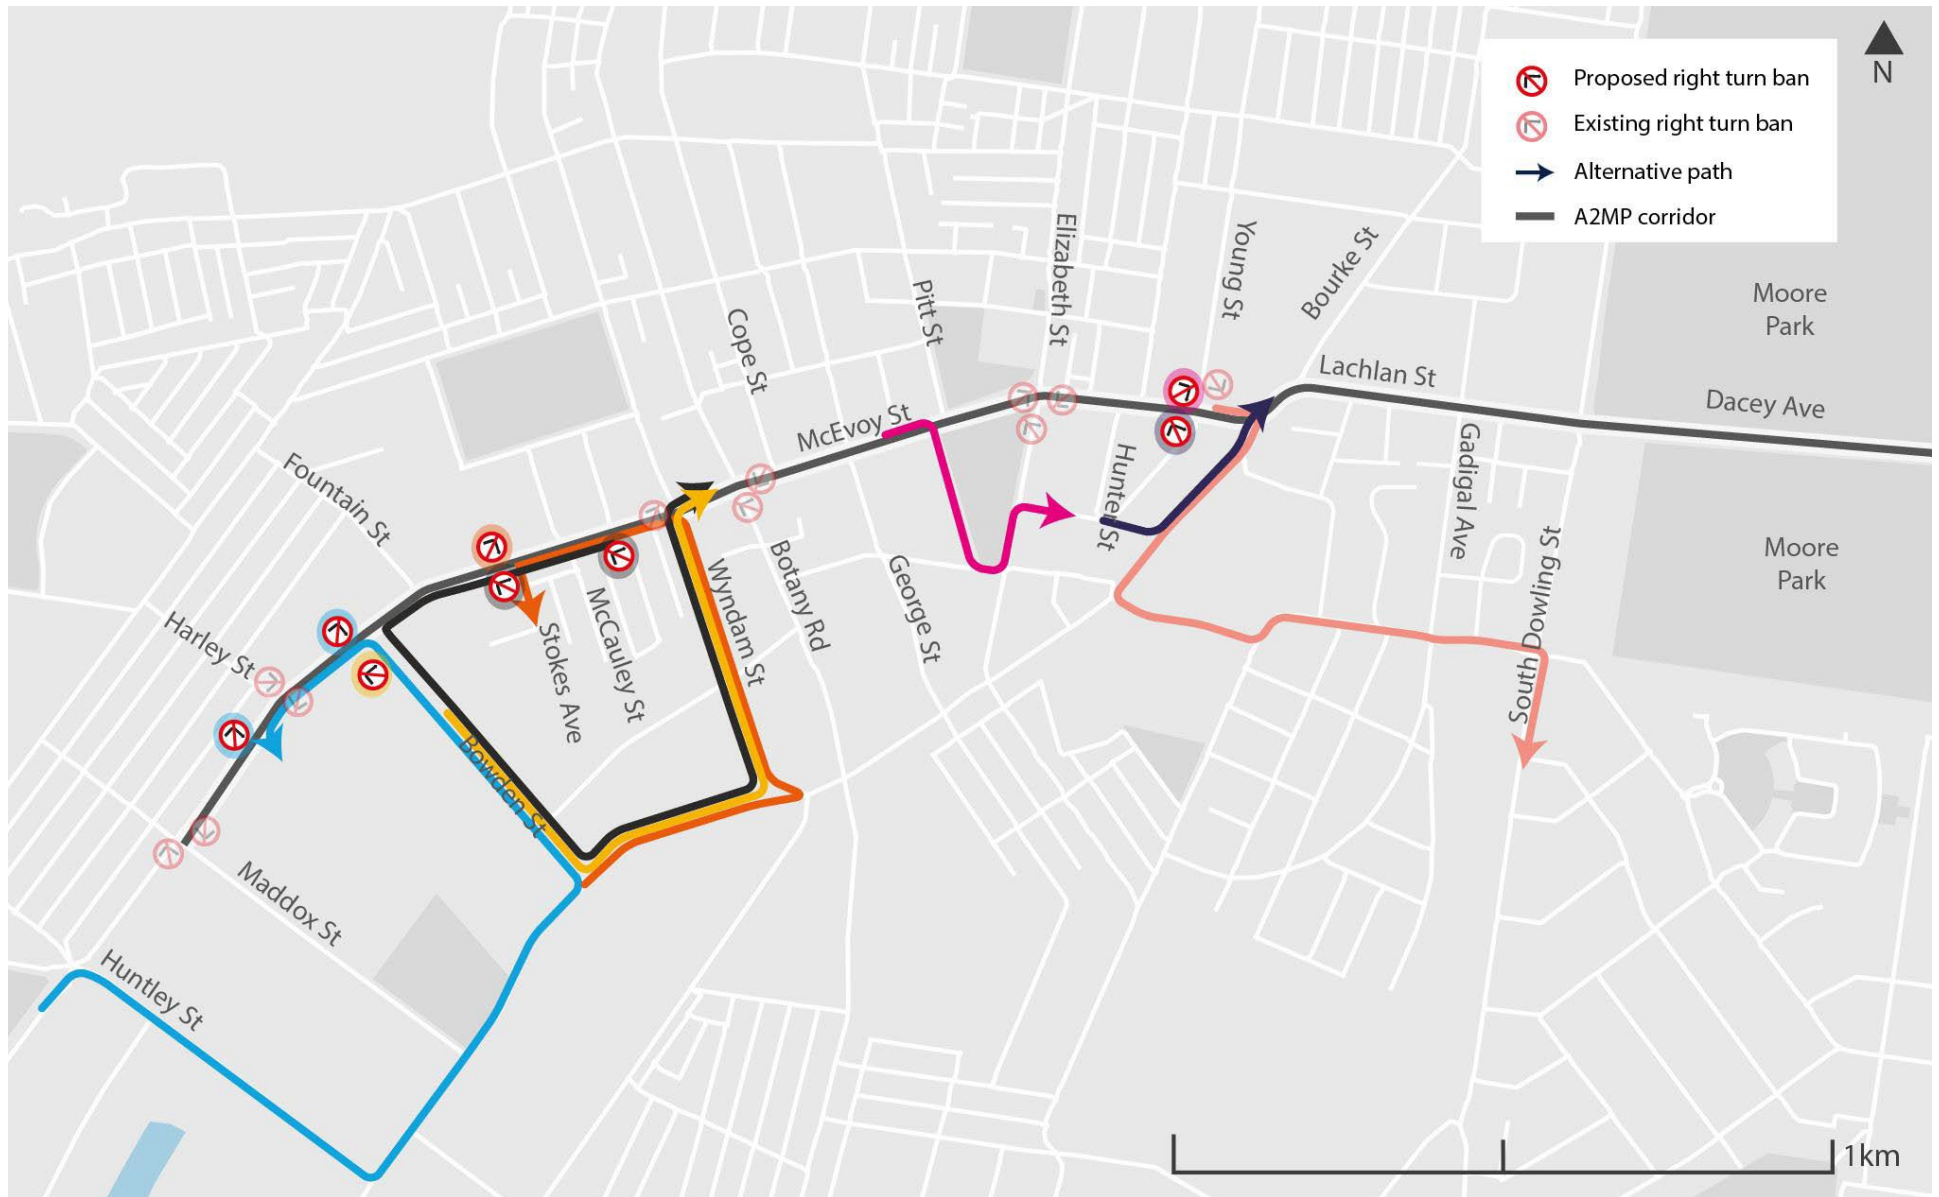 Proposed right turn ban
Existing right turn ban
Alternative path
A2MP corridor
N
Moore
Park
Elizabeth St
Young St
Bourke St
Pitt St
Cope St
Lachlan St
Dacey Ave
McEvoy St
Fountain St
Hunter St
Gadigal Ave
South Dowling St
Moore
Park
Botany Rd
George St
Wyndam St
McCauley St
Stokes Ave
Harley St
Bowden St
Maddox St
Huntley St
1km